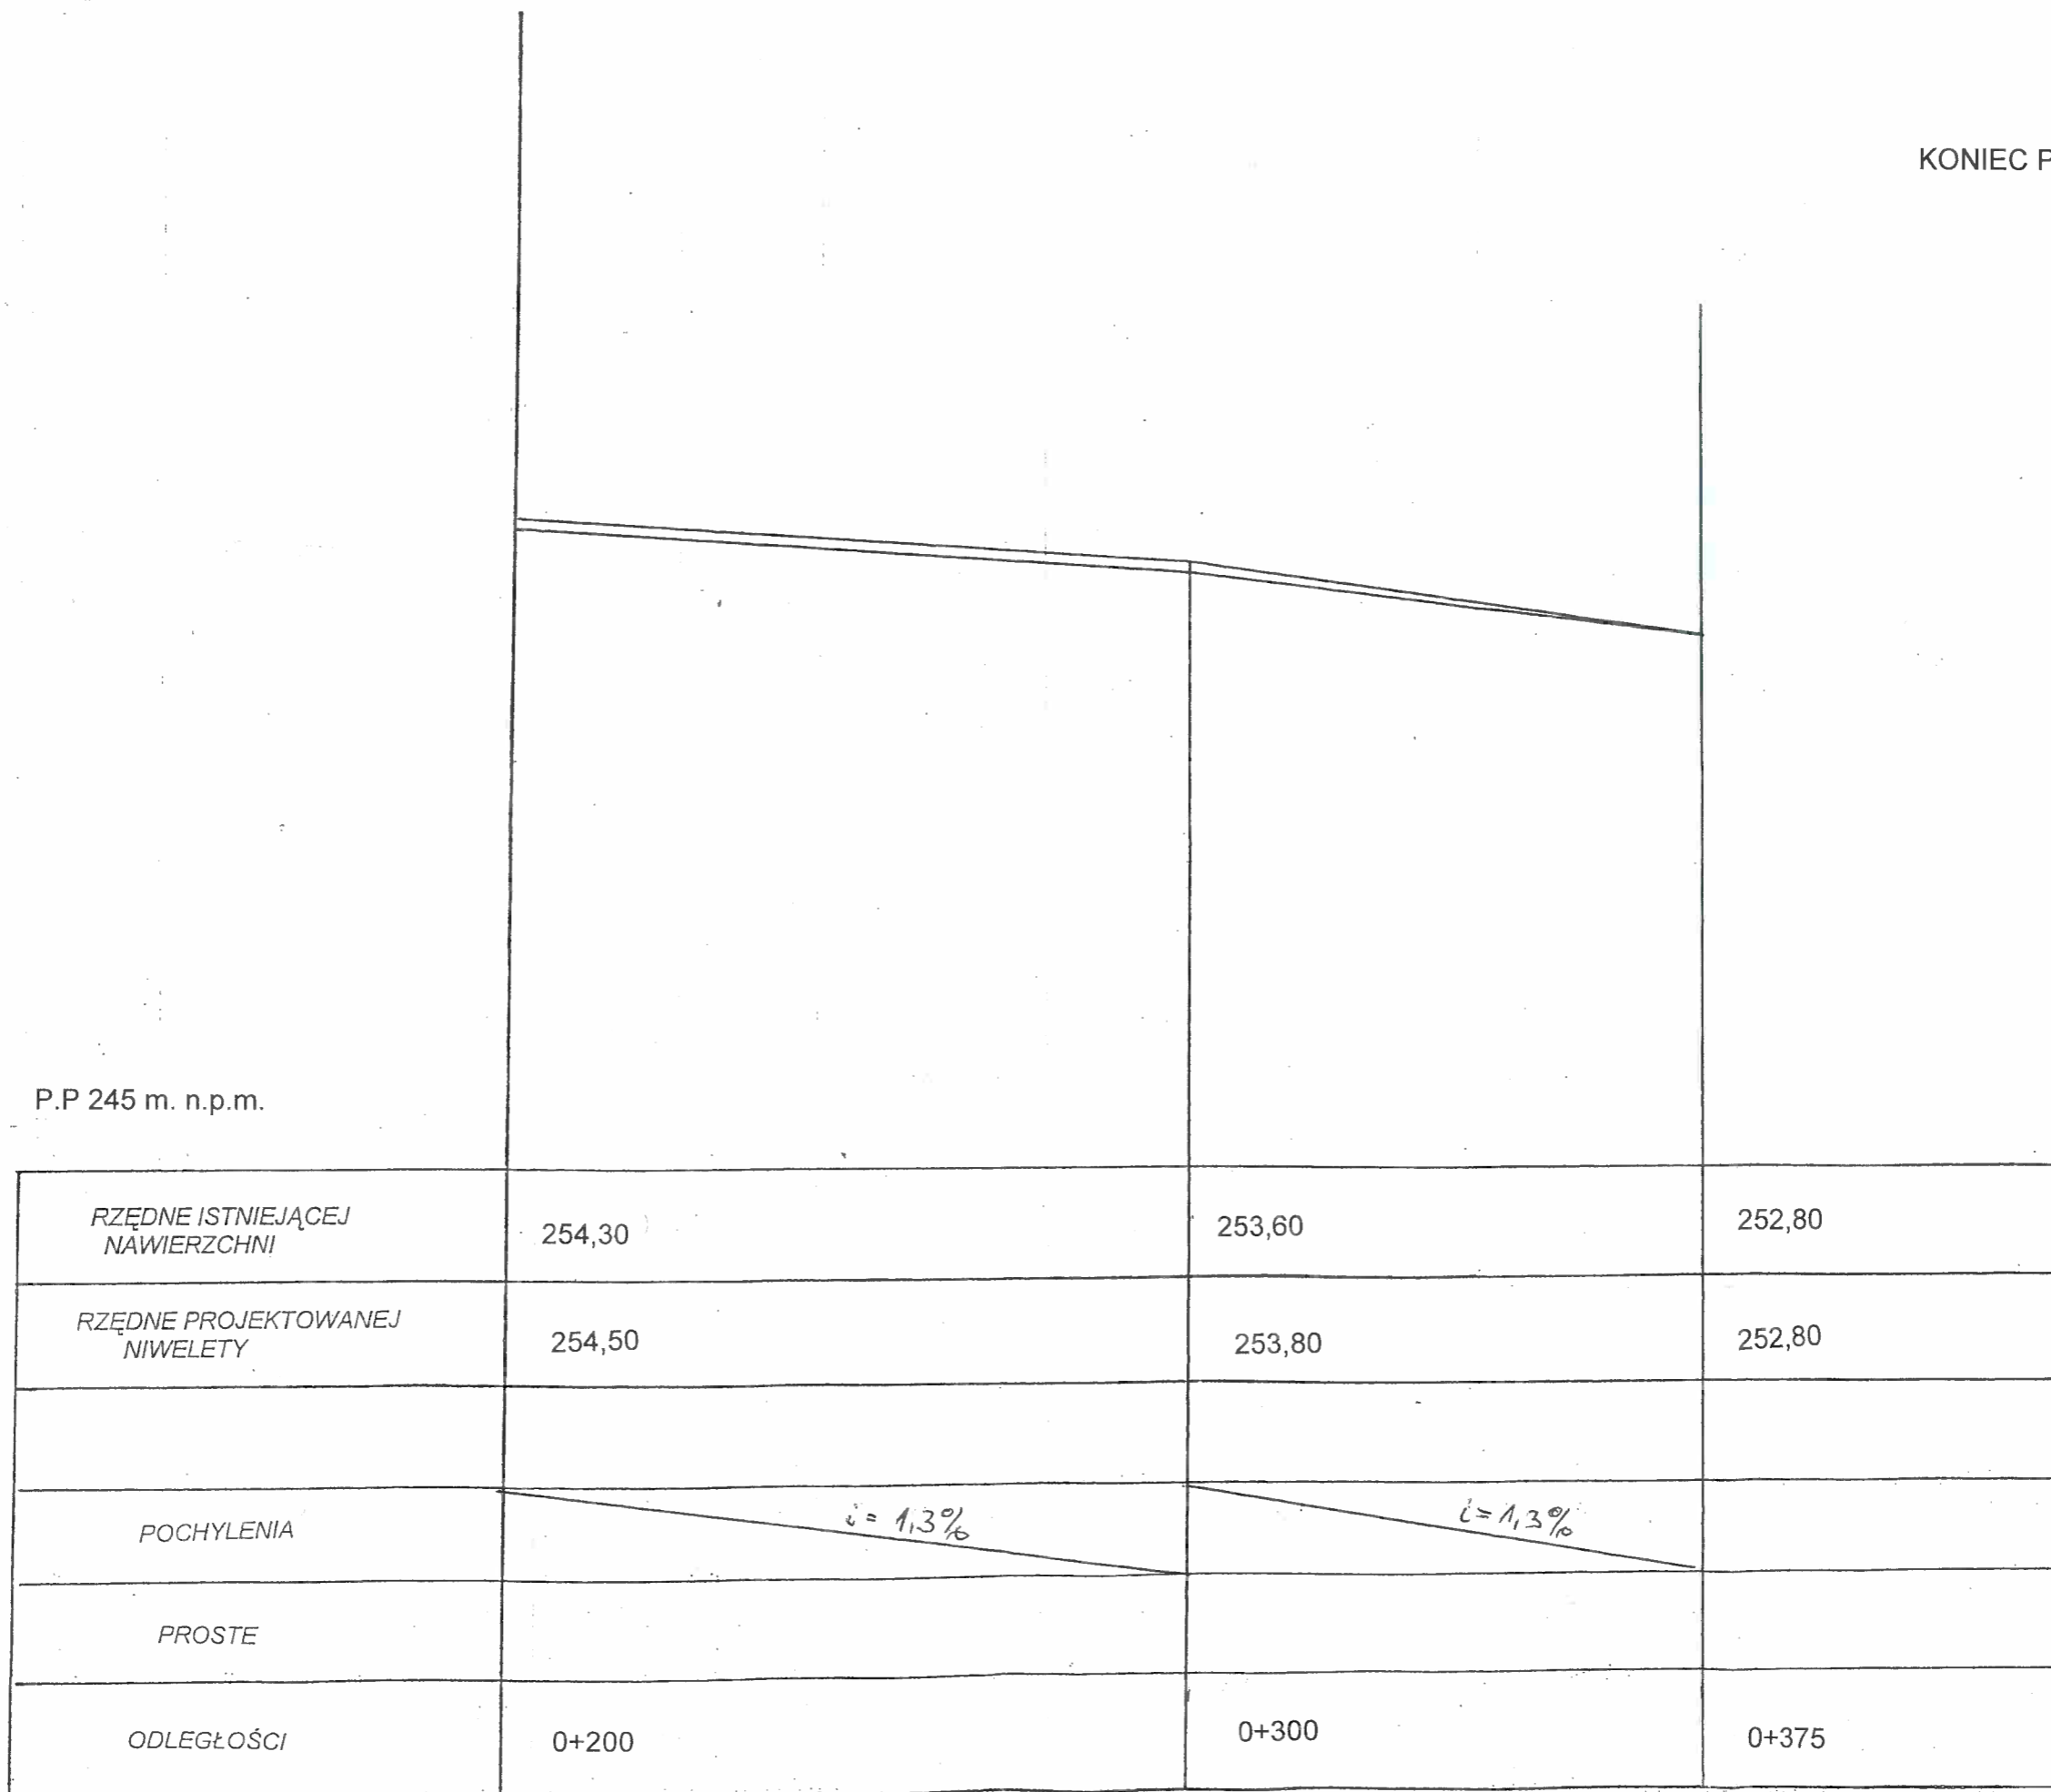 KONIEC P
P.P 245 m. n.p.m.
RZĘDNE ISTNIEJĄCEJ
NAWIERZCHNI
254,30
253,60
252,80
RZĘDNE PROJEKTOWANEJ
NIWELETY
254,50
253,80
252,80
POCHYLENIA
i = 1,3%
i = 1,3%
PROSTE
ODLEGŁOŚCI
0+200
0+300
0+375